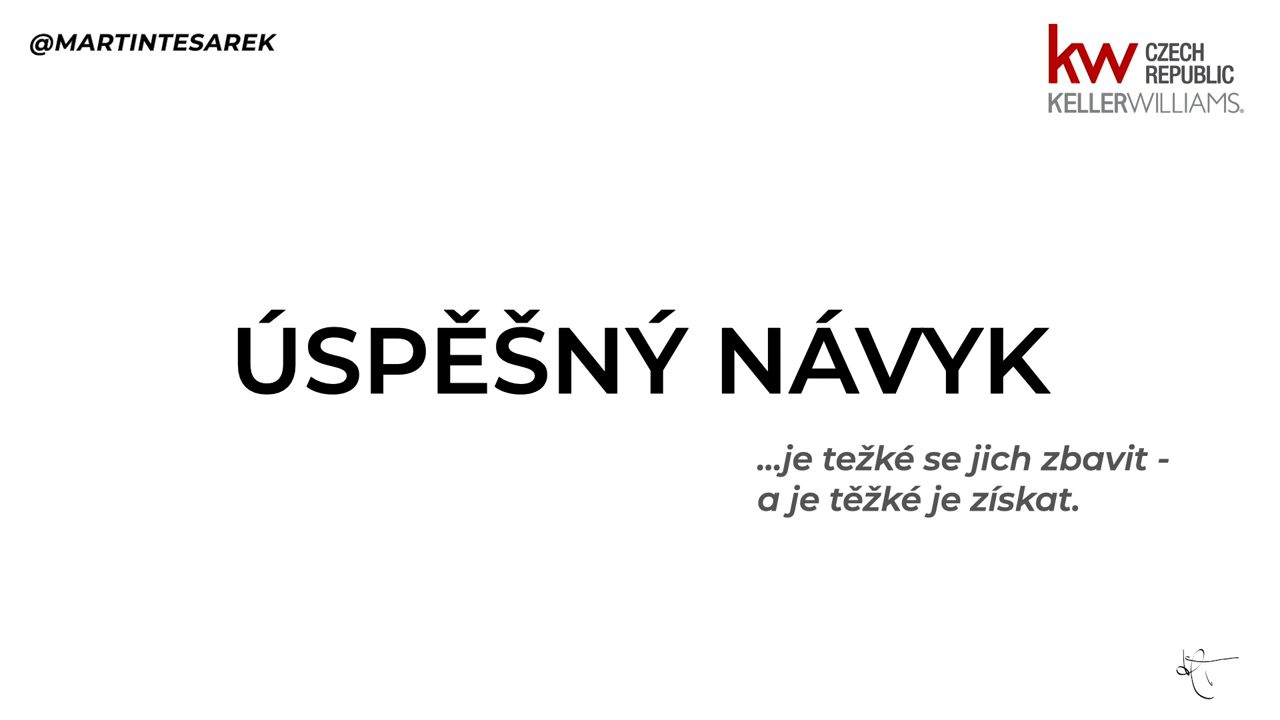 @MARTINTESAREK
kw CZECH REPUBLIC
KELLERWILLIAMS®
ÚSPĚŠNÝ NÁVYK
...je težké se jich zbavit -
a je těžké je získat.